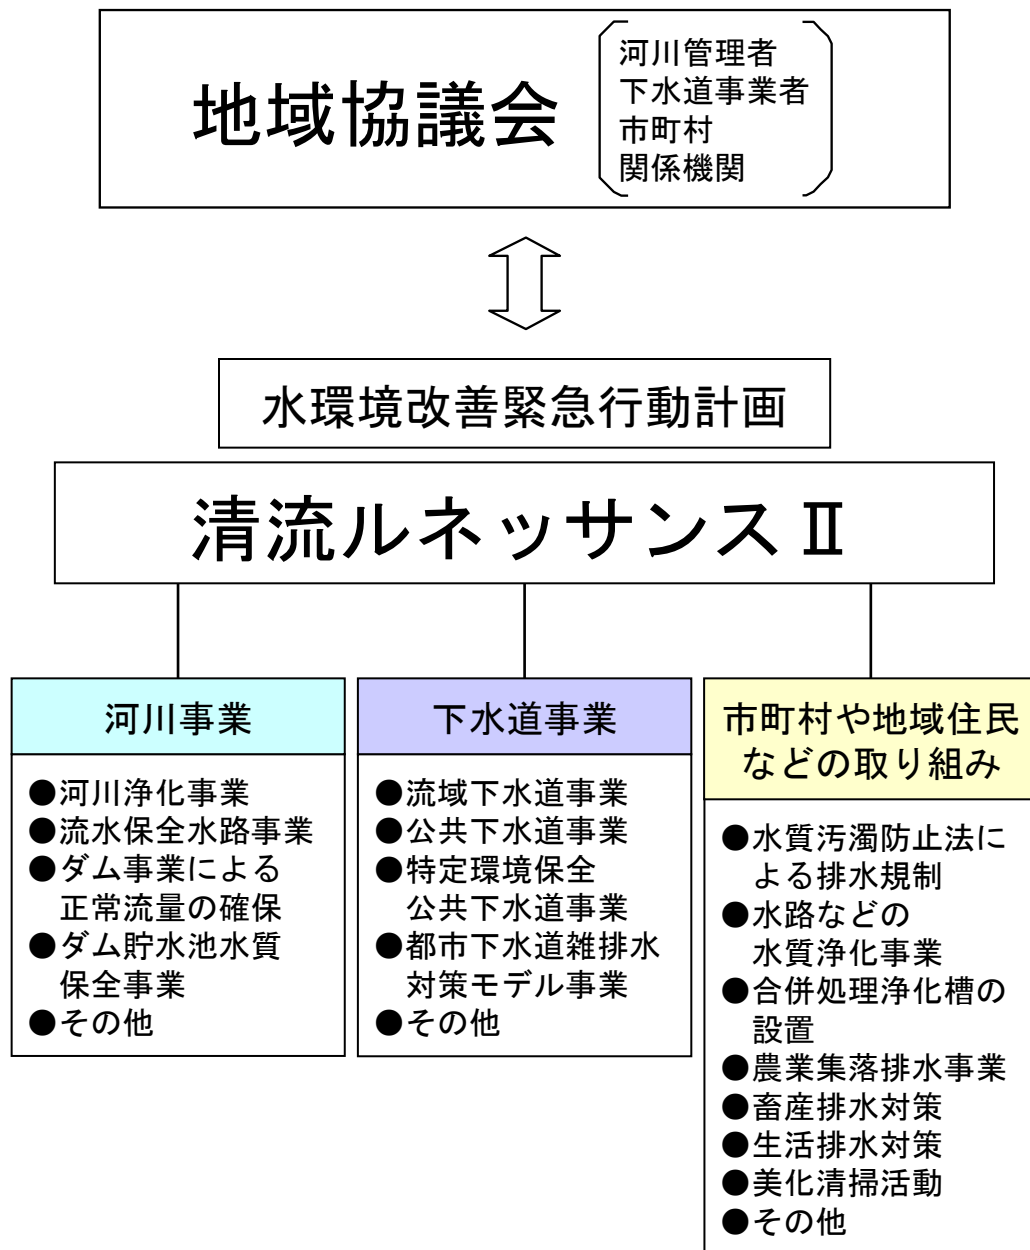 地域協議会
河川管理者
下水道事業者
市町村
関係機関
水環境改善緊急行動計画
清流ルネッサンスⅡ
河川事業
●河川浄化事業
●流水保全水路事業
●ダム事業による
正常流量の確保
●ダム貯水池水質
保全事業
●その他
下水道事業
●流域下水道事業
●公共下水道事業
●特定環境保全
公共下水道事業
●都市下水道雑排水
対策モデル事業
●その他
市町村や地域住民
などの取り組み
●水質汚濁防止法に
よる排水規制
●水路などの
水質浄化事業
●合併処理浄化槽の
設置
●農業集落排水事業
●畜産排水対策
●生活排水対策
●美化清掃活動
●その他